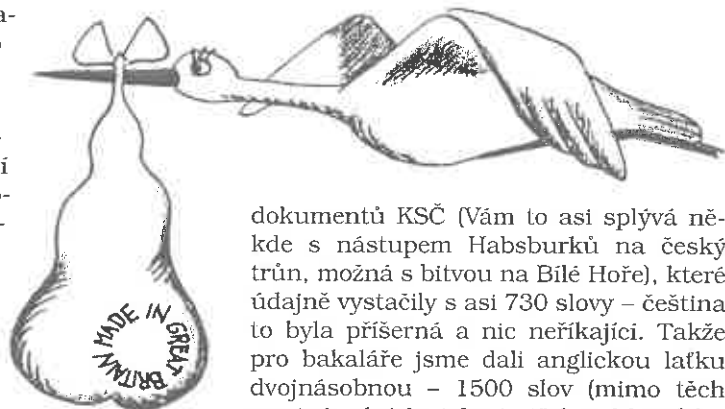 a-
o
-
í
o-
-
MADE IN GREAT BRITAIN
dokumentů KSČ (Vám to asi splývá ně-
kde s nástupem Habsburků na český
trůn, možná s bitvou na Bílé Hoře), které
údajně vystačily s asi 730 slovy – čeština
to byla příšerná a nic neříkající. Takže
pro bakaláře jsme dali anglickou laťku
dvojnásobnou – 1500 slov (mimo těch